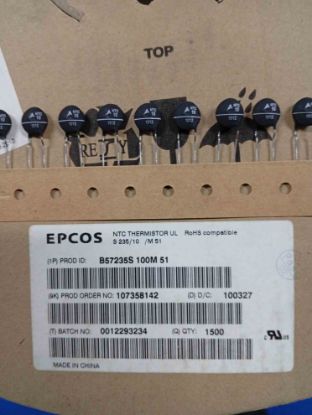 TOP
EPCOS
NTC THERMISTOR UL RoHS compatible
S 235/10 /M 51
(1P) PROD ID: B57235S 100M 51
(9K) PROD ORDER NO: 107358142 (D) D/C: 100327
(T) BATCH NO: 0012293234 (Q) QTY: 1500
MADE IN CHINA